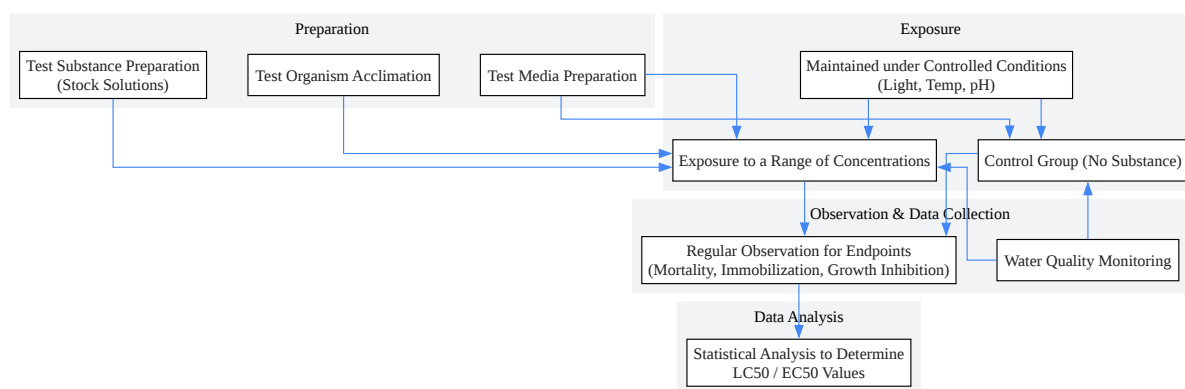 Preparation
Exposure
Test Substance Preparation
(Stock Solutions)
Test Organism Acclimation
Test Media Preparation
Maintained under Controlled Conditions
(Light, Temp, pH)
Exposure to a Range of Concentrations
Control Group (No Substance)
Observation & Data Collection
Regular Observation for Endpoints
(Mortality, Immobilization, Growth Inhibition)
Water Quality Monitoring
Data Analysis
Statistical Analysis to Determine
LC50 / EC50 Values